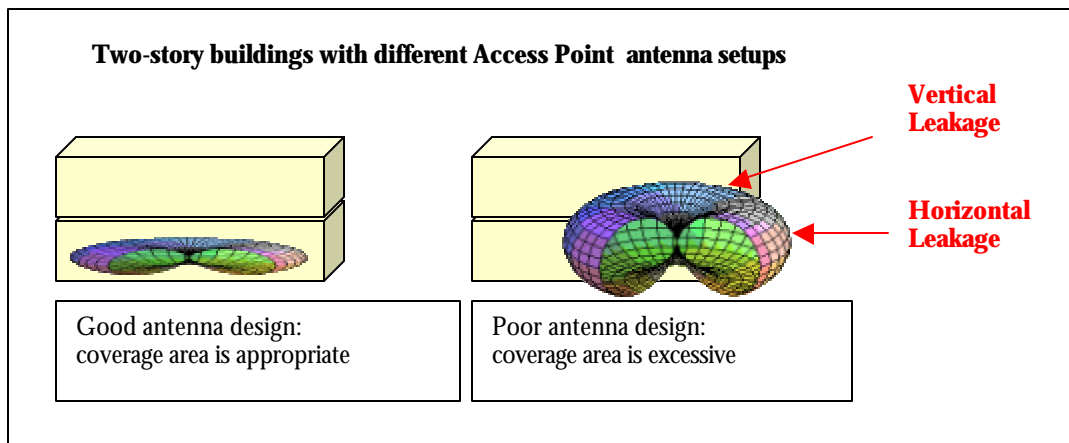 Two-story buildings with different Access Point antenna setups
Vertical
Leakage
Horizontal
Leakage
Good antenna design:
coverage area is appropriate
Poor antenna design:
coverage area is excessive